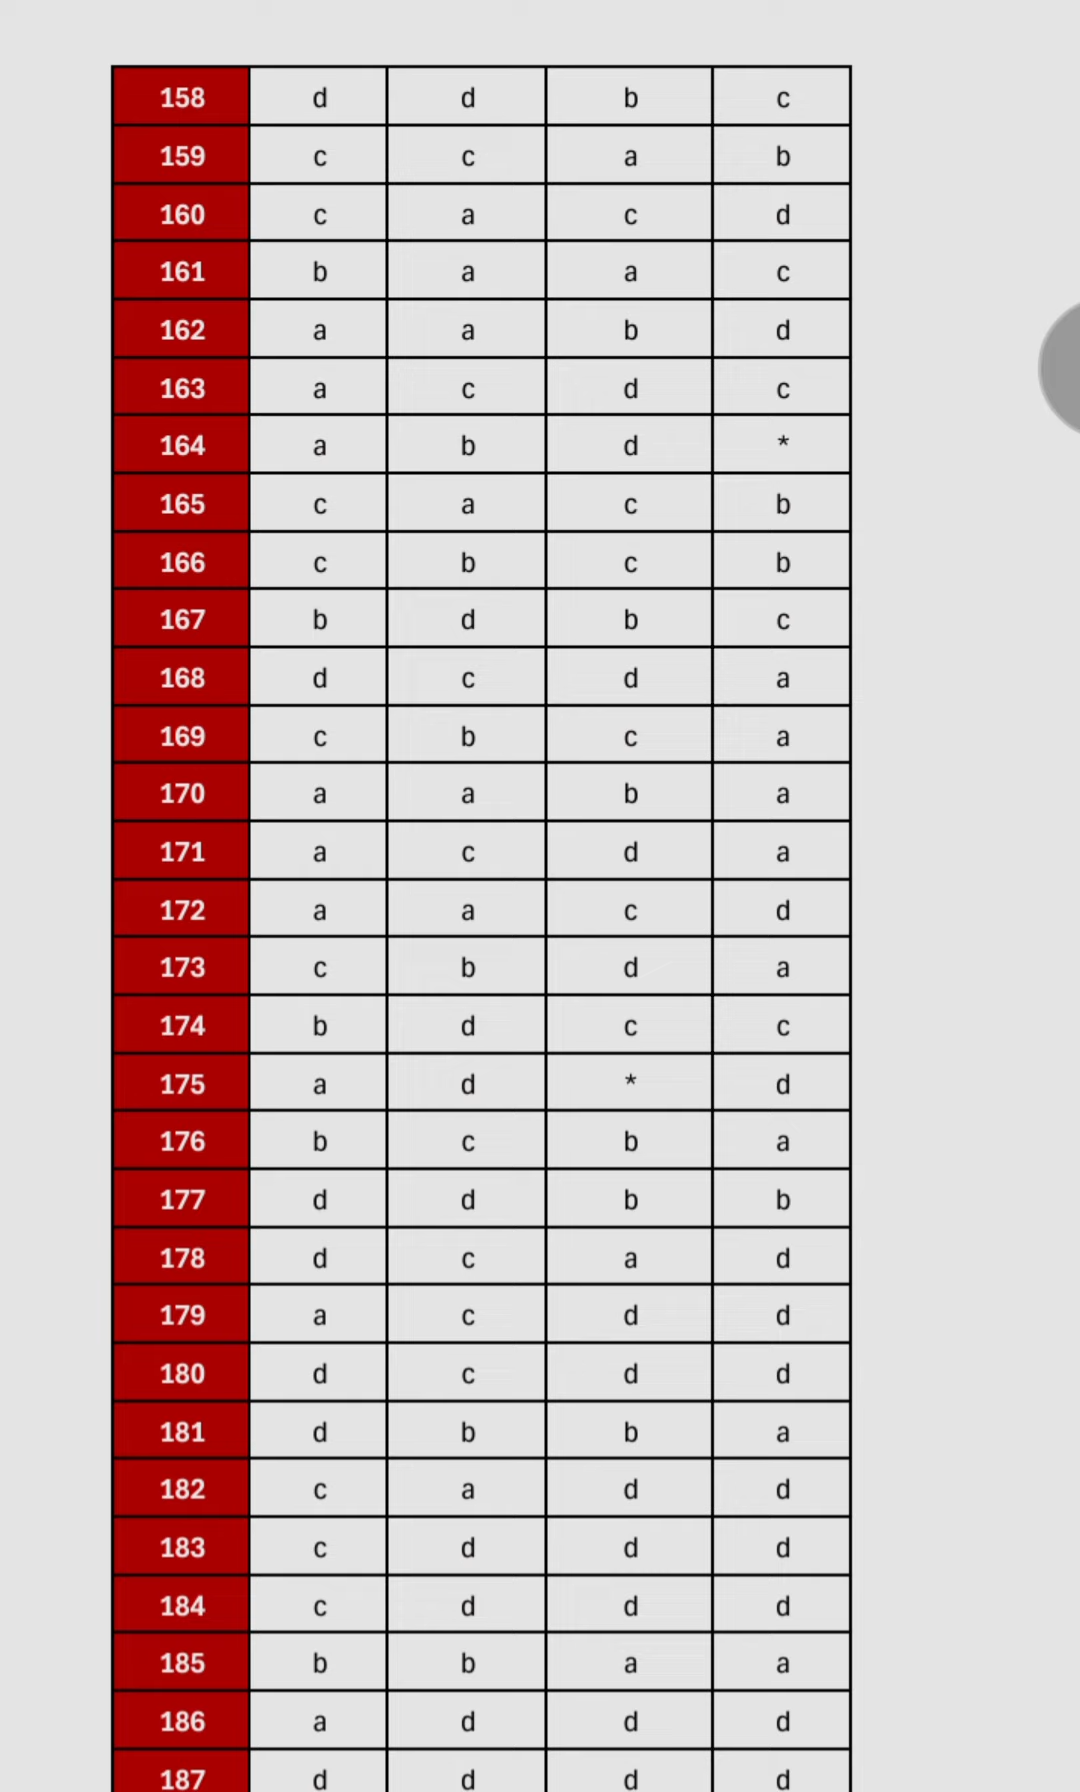 158 d d b c
159 c c a b
160 c a c d
161 b a a c
162 a a b d
163 a c d c
164 a b d *
165 c a c b
166 c b c b
167 b d b c
168 d c d a
169 c b c a
170 a a b a
171 a c d a
172 a a c d
173 c b d a
174 b d c c
175 a d * d
176 b c b a
177 d d b b
178 d c a d
179 a c d d
180 d c d d
181 d b b a
182 c a d d
183 c d d d
184 c d d d
185 b b a a
186 a d d d
187 d d d d